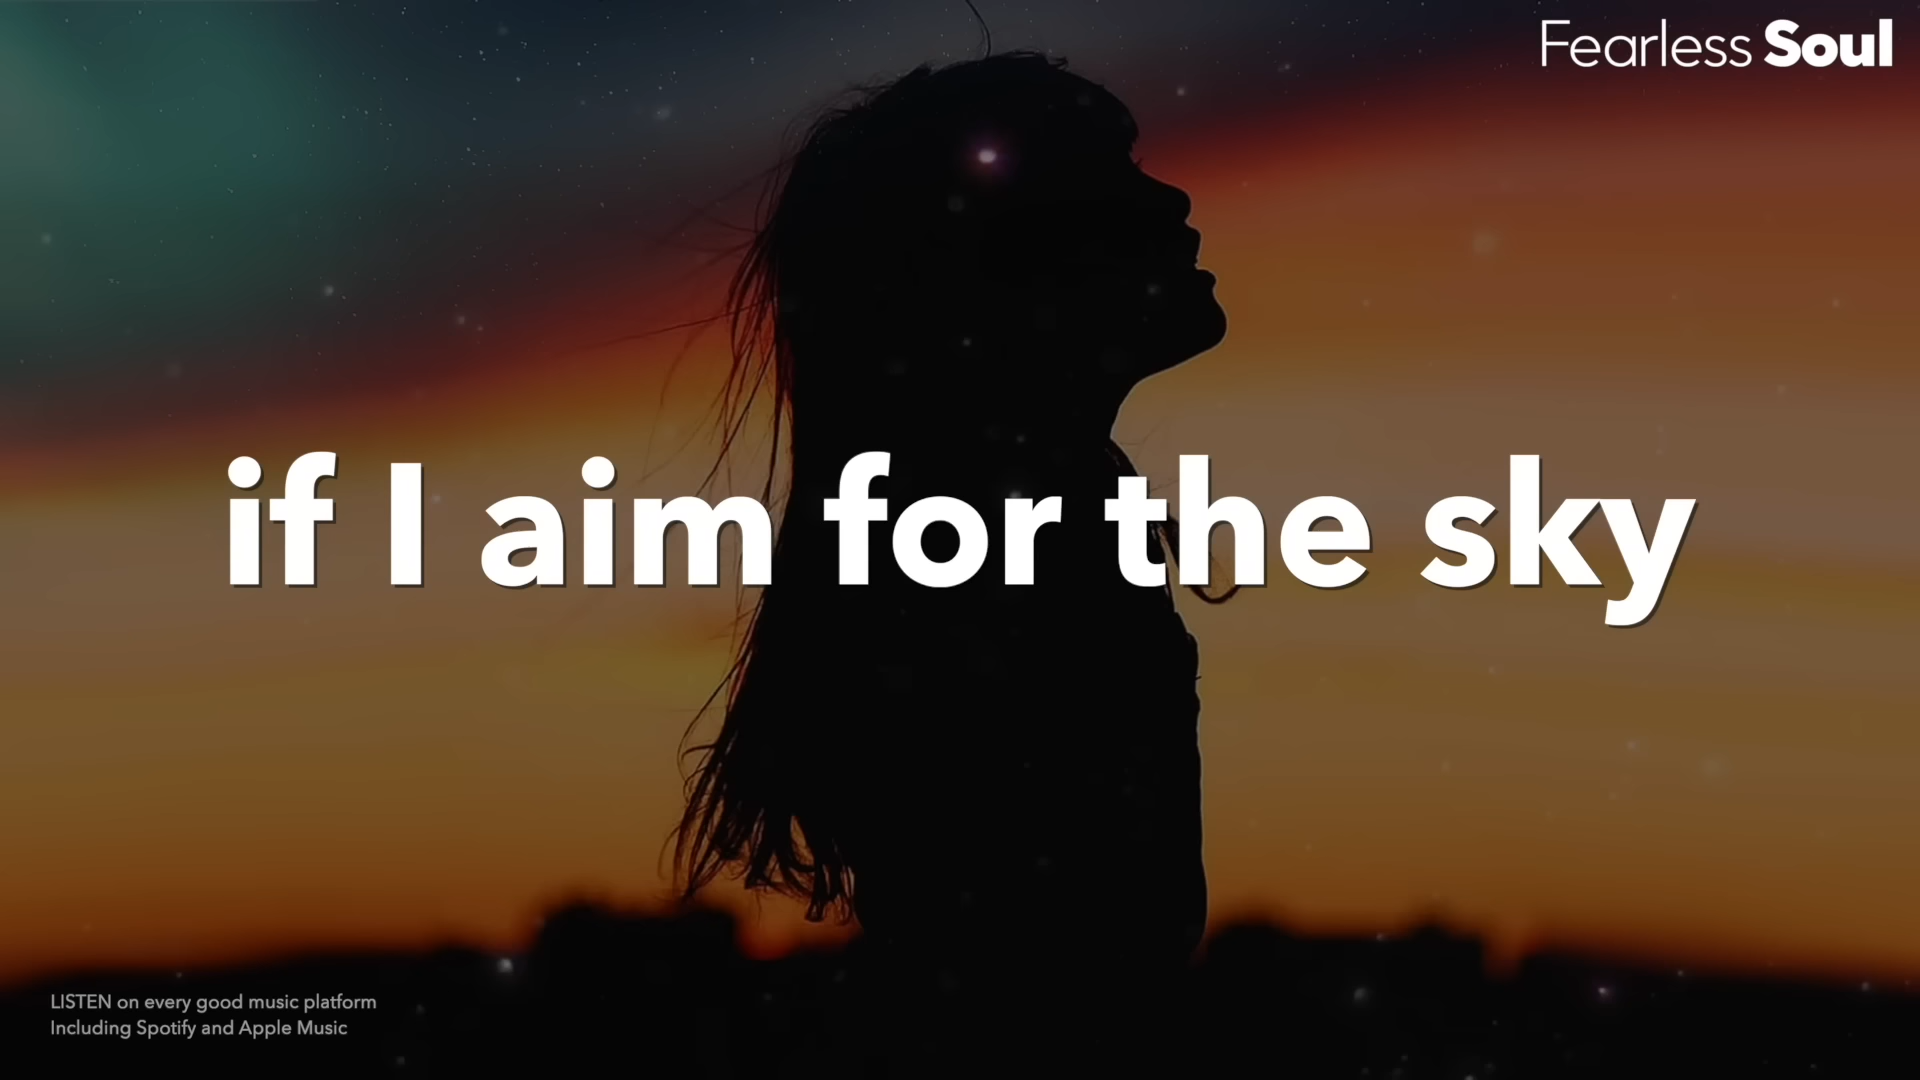 Fearless Soul
if I aim for the sky
LISTEN on every good music platform
Including Spotify and Apple Music